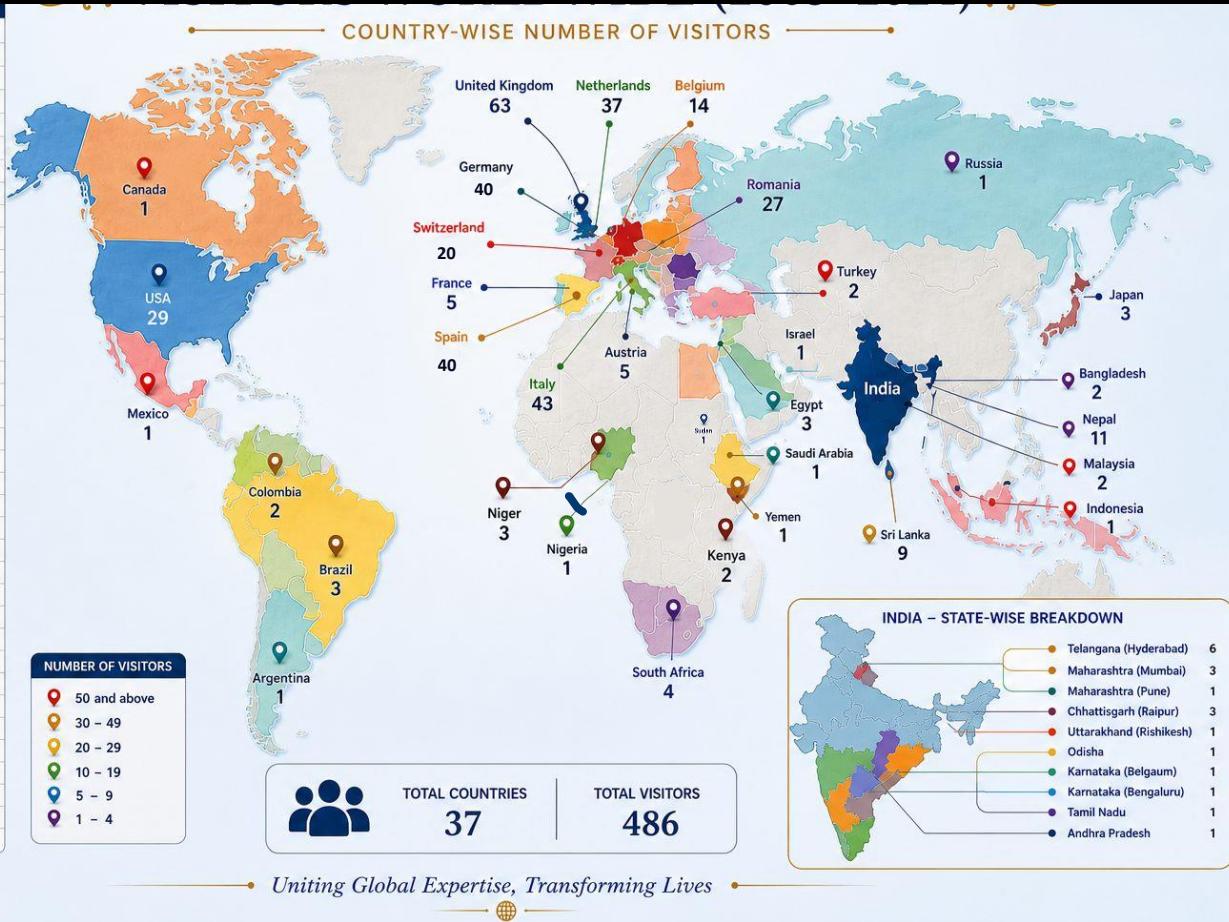 COUNTRY-WISE NUMBER OF VISITORS
United Kingdom
63
Netherlands
37
Belgium
14
Germany
40
Romania
27
Russia
1
Canada
1
Switzerland
20
USA
29
France
5
Turkey
2
Japan
3
Spain
40
Austria
5
Israel
1
Italy
43
India
Bangladesh
2
Mexico
1
Egypt
3
Sudan
1
Nepal
11
Saudi Arabia
1
Malaysia
2
Colombia
2
Niger
3
Yemen
1
Indonesia
1
Nigeria
1
Kenya
2
Sri Lanka
9
Brazil
3
South Africa
4
Argentina
1
NUMBER OF VISITORS
50 and above
30 – 49
20 – 29
10 – 19
5 – 9
1 – 4
TOTAL COUNTRIES
37
TOTAL VISITORS
486
INDIA – STATE-WISE BREAKDOWN
Telangana (Hyderabad) 6
Maharashtra (Mumbai) 3
Maharashtra (Pune) 1
Chhattisgarh (Raipur) 3
Uttarakhand (Rishikesh) 1
Odisha 1
Karnataka (Belgaum) 1
Karnataka (Bengaluru) 1
Tamil Nadu 1
Andhra Pradesh 1
Uniting Global Expertise, Transforming Lives